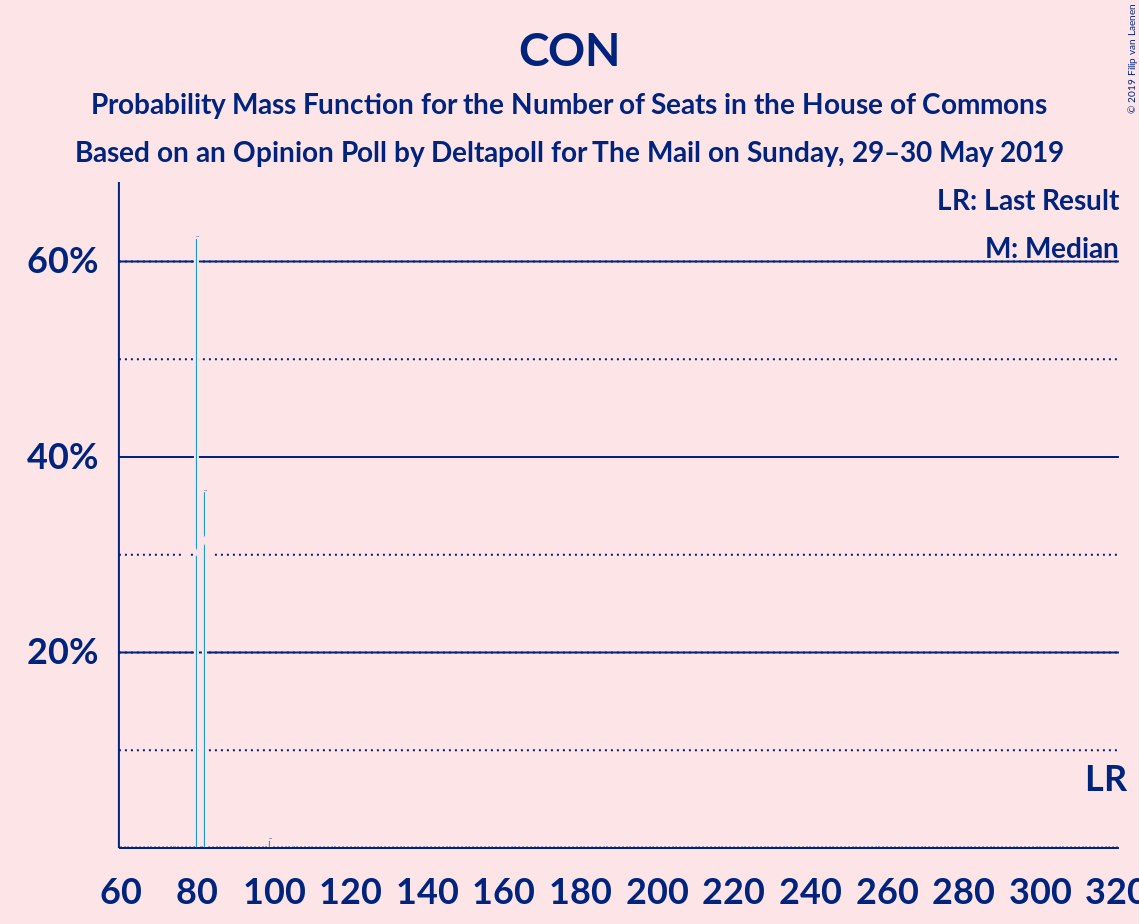 CON
Probability Mass Function for the Number of Seats in the House of Commons
Based on an Opinion Poll by Deltapoll for The Mail on Sunday, 29–30 May 2019
© 2019 Filip van Laenen
LR: Last Result
M: Median
60%
40%
20%
LR
60 80 100 120 140 160 180 200 220 240 260 280 300 320